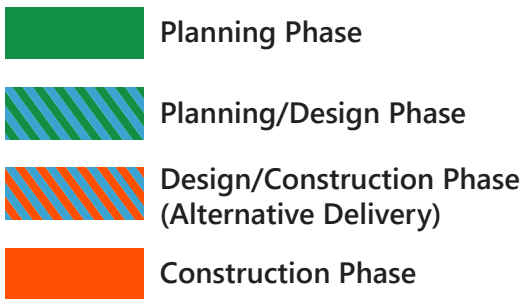 Planning Phase
Planning/Design Phase
Design/Construction Phase
(Alternative Delivery)
Construction Phase